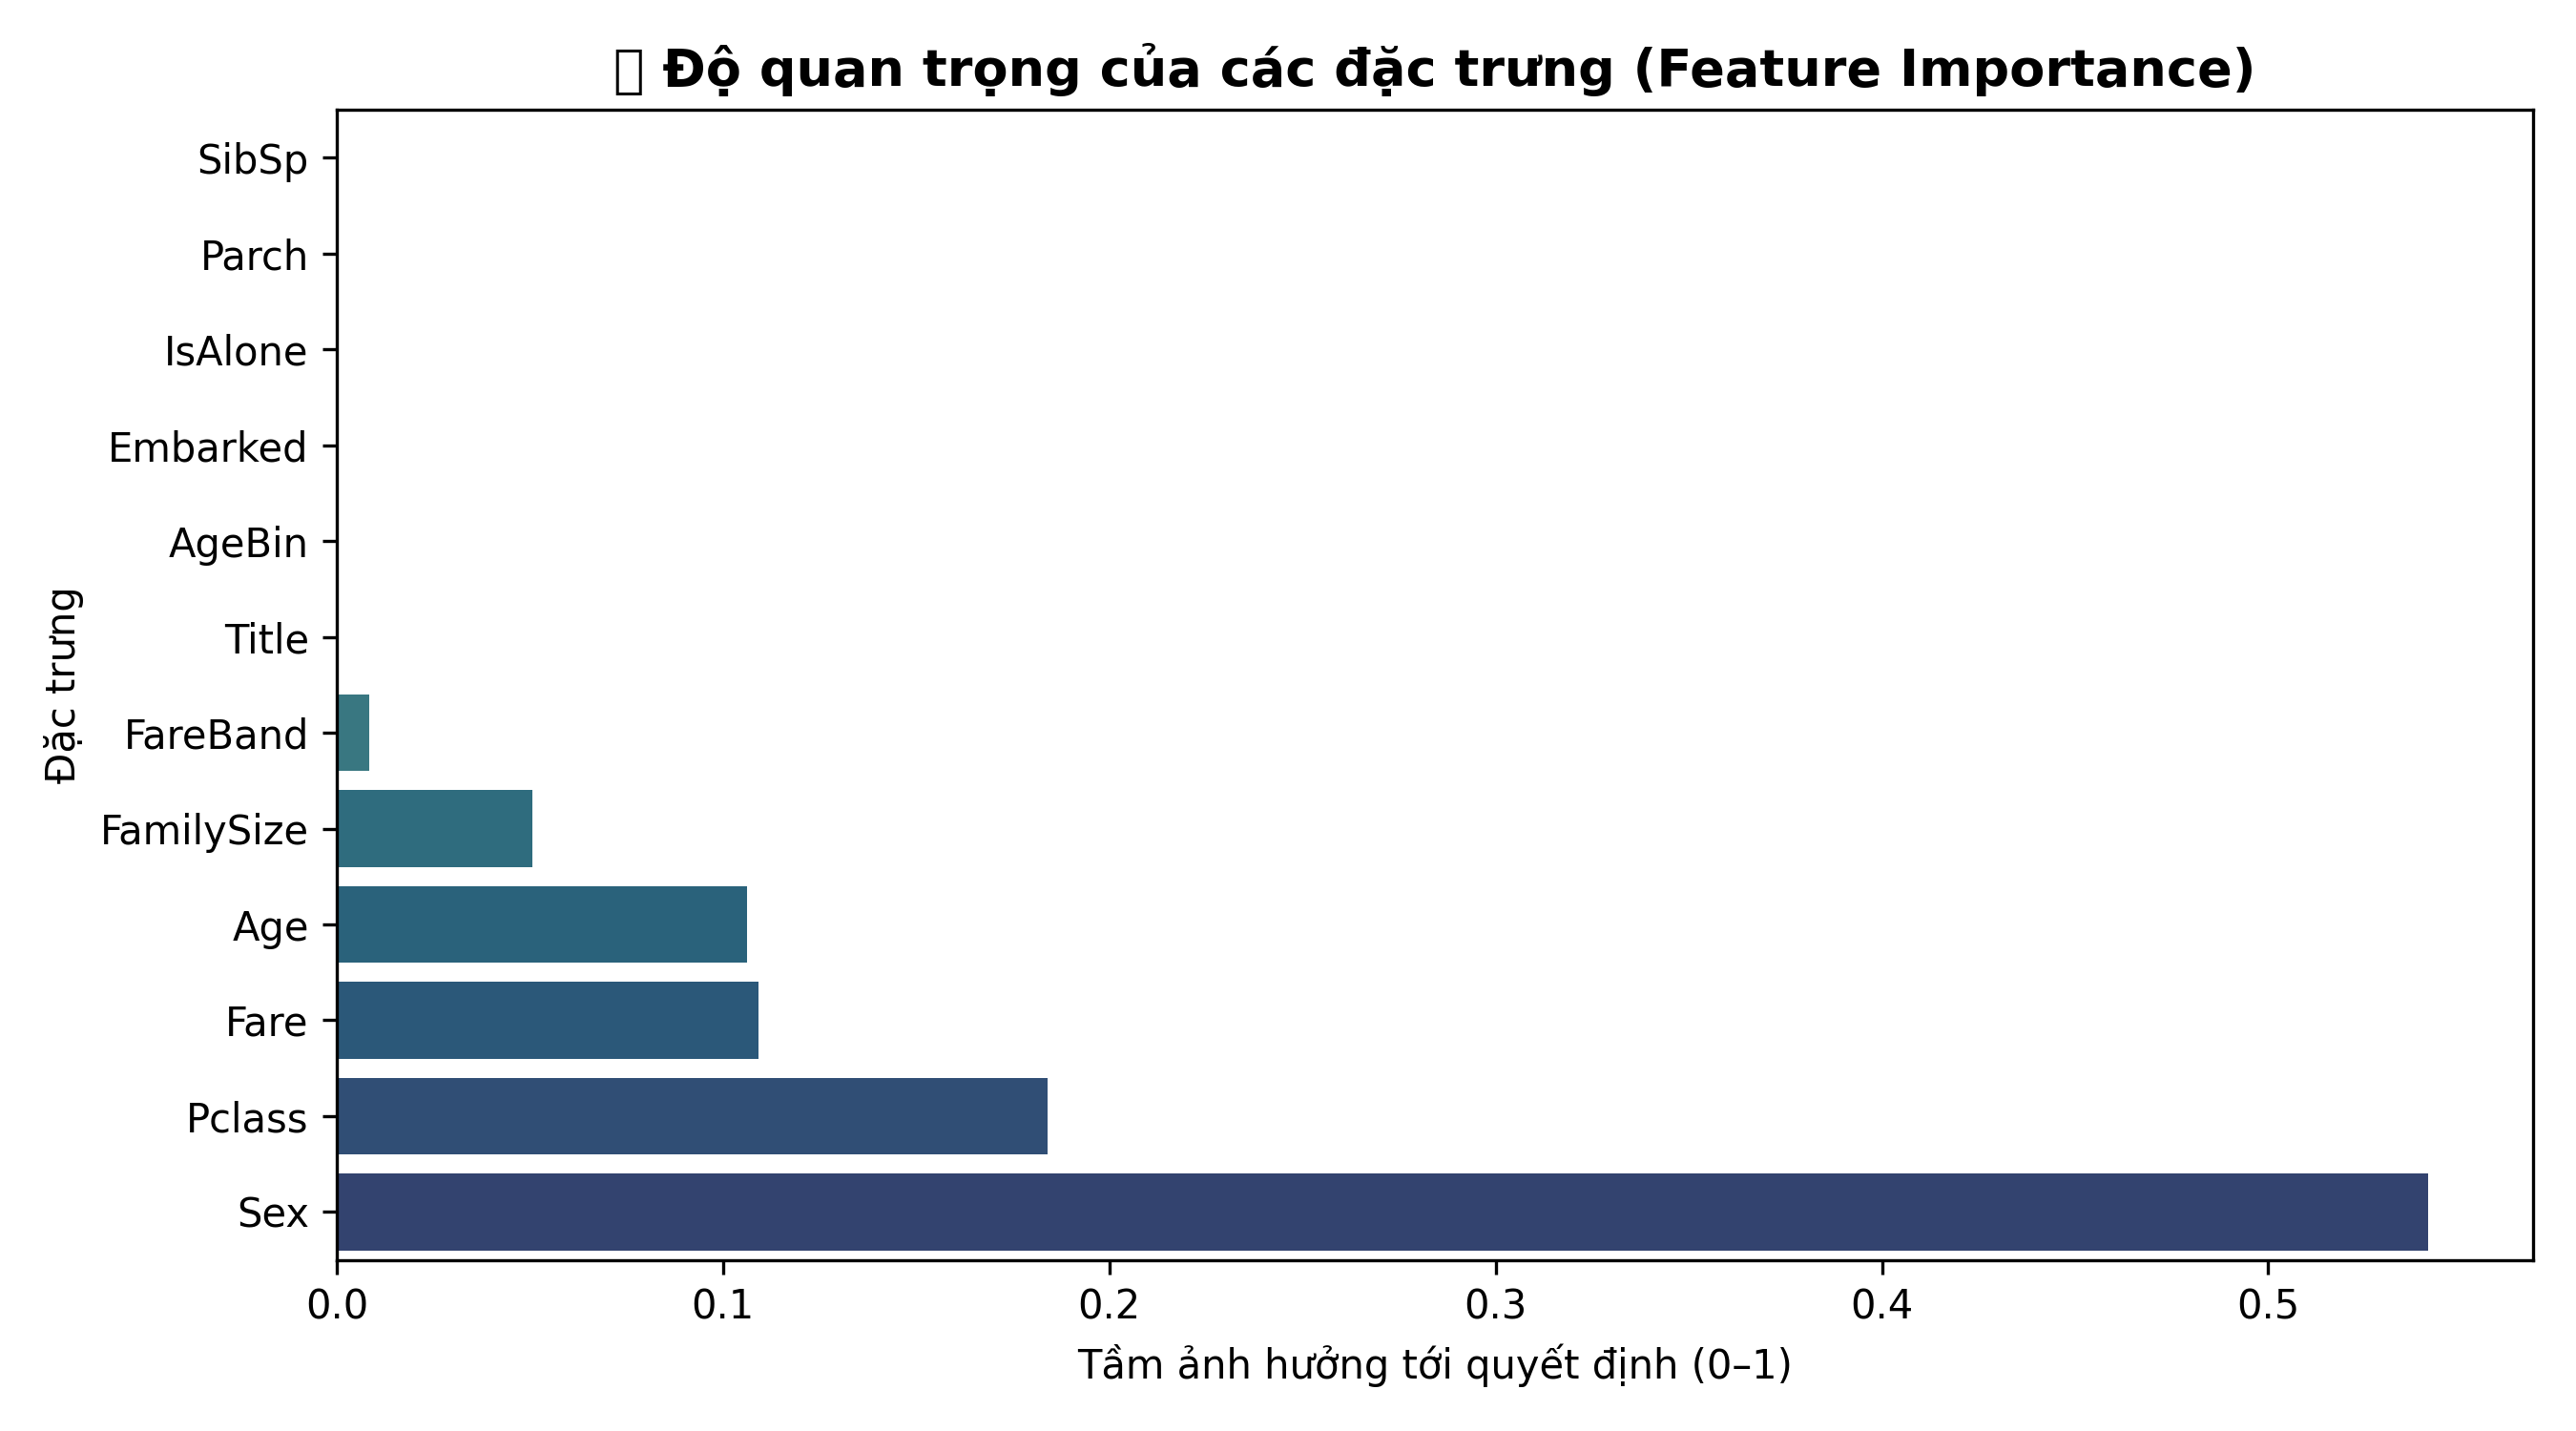 Độ quan trọng của các đặc trưng (Feature Importance)
SibSp
Parch
IsAlone
Embarked
AgeBin
Title
FareBand
FamilySize
Age
Fare
Pclass
Sex
Đặc trưng
0.0 0.1 0.2 0.3 0.4 0.5
Tầm ảnh hưởng tới quyết định (0–1)